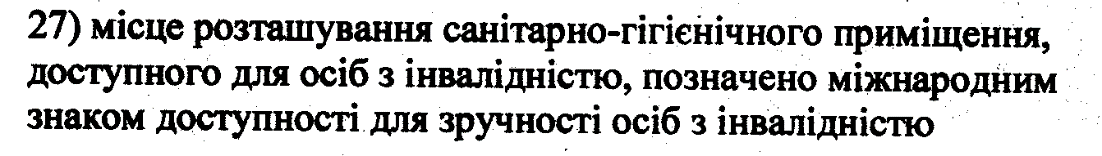 27) місце розташування санітарно-гігієнічного приміщення,
доступного для осіб з інвалідністю, позначено міжнародним
знаком доступності для зручності осіб з інвалідністю